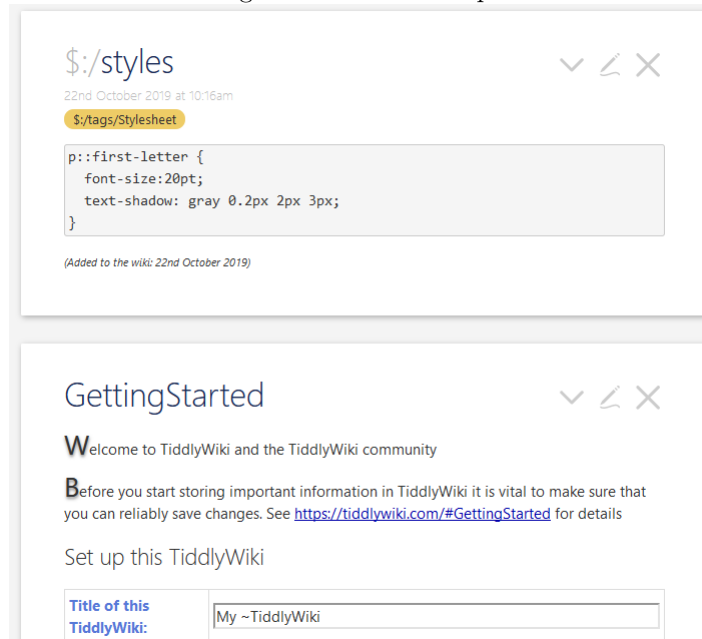 $:/styles
22nd October 2019 at 10:16am
$:/tags/Stylesheet
p::first-letter {
  font-size:20pt;
  text-shadow: gray 0.2px 2px 3px;
}
(Added to the wiki: 22nd October 2019)
GettingStarted
Welcome to TiddlyWiki and the TiddlyWiki community
Before you start storing important information in TiddlyWiki it is vital to make sure that
you can reliably save changes. See https://tiddlywiki.com/#GettingStarted for details
Set up this TiddlyWiki
Title of this
TiddlyWiki:
My ~TiddlyWiki